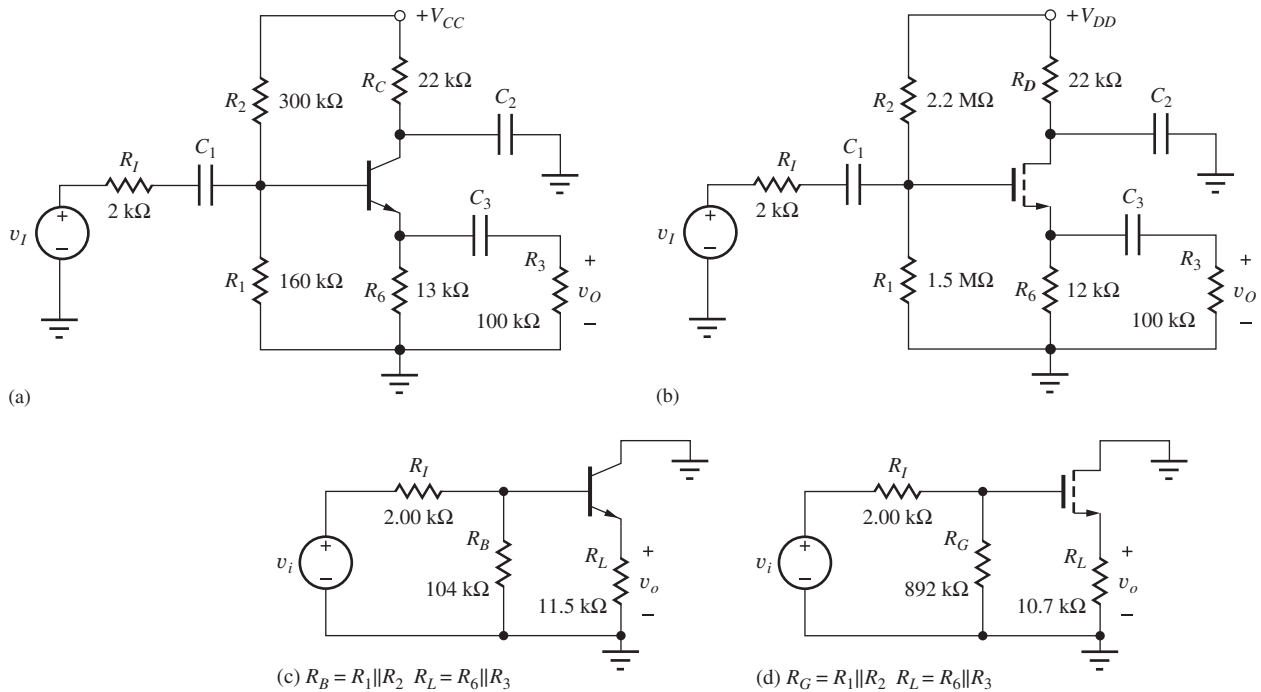 +V_CC
R_C 22 kΩ
R_2 300 kΩ
C_2
C_1
R_I
2 kΩ
C_3
+
v_I
−
R_1 160 kΩ
R_6 13 kΩ
R_3
100 kΩ
+
v_O
−
(a)
+V_DD
R_D 22 kΩ
R_2 2.2 MΩ
C_2
C_1
R_I
2 kΩ
C_3
+
v_I
−
R_1 1.5 MΩ
R_6 12 kΩ
R_3
100 kΩ
+
v_O
−
(b)
R_I
2.00 kΩ
+
v_i
−
R_B
104 kΩ
R_L
11.5 kΩ
+
v_o
−
(c) R_B = R_1||R_2 R_L = R_6||R_3
R_I
2.00 kΩ
+
v_i
−
R_G
892 kΩ
R_L
10.7 kΩ
+
v_o
−
(d) R_G = R_1||R_2 R_L = R_6||R_3